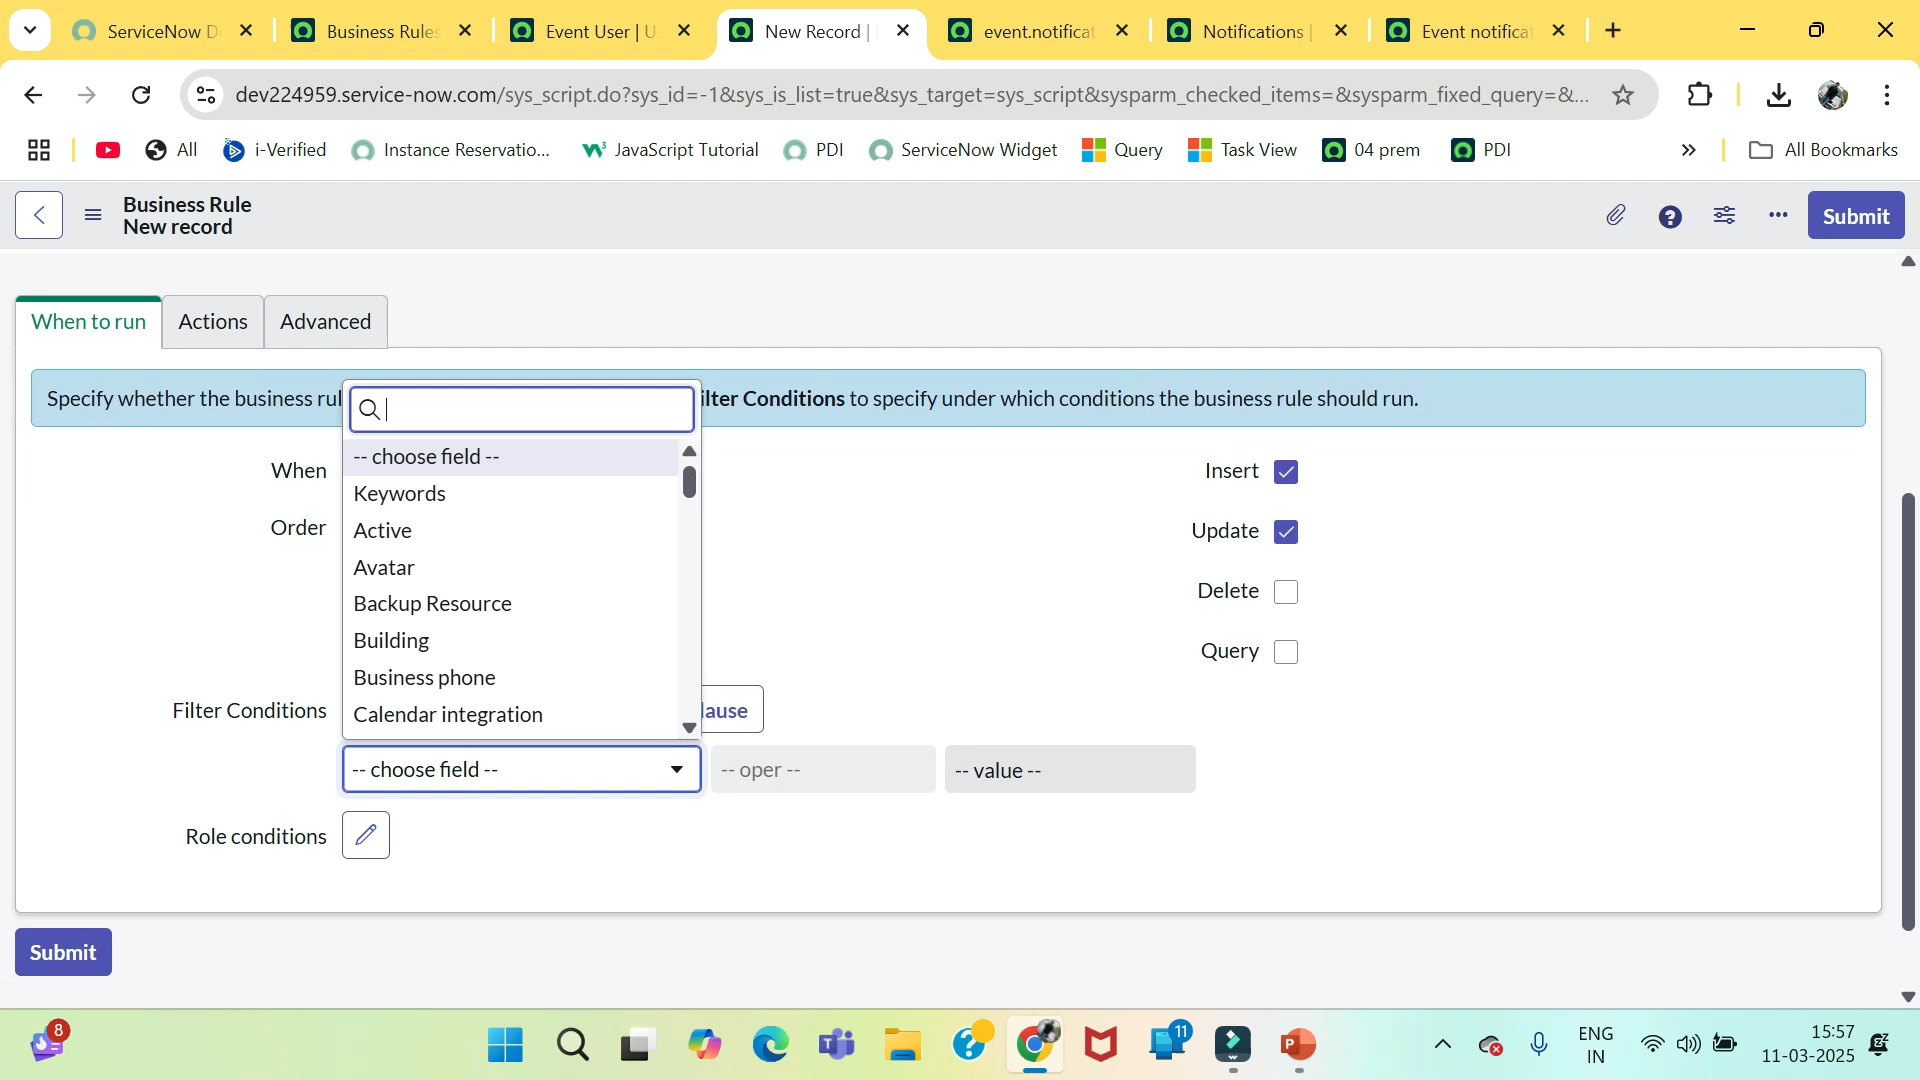 ServiceNow D
Business Rules
Event User | U
New Record |
event.notificat
Notifications |
Event notificat
dev224959.service-now.com/sys_script.do?sys_id=-1&sys_is_list=true&sys_target=sys_script&sysparm_checked_items=&sysparm_fixed_query=&...
All
i-Verified
Instance Reservatio...
JavaScript Tutorial
PDI
ServiceNow Widget
Query
Task View
04 prem
PDI
All Bookmarks
Business Rule
New record
Submit
When to run
Actions
Advanced
Specify whether the business rul
ilter Conditions to specify under which conditions the business rule should run.
-- choose field --
Keywords
Active
Avatar
Backup Resource
Building
Business phone
Calendar integration
When
Order
Insert
Update
Delete
Query
Filter Conditions
lause
-- choose field --
-- oper --
-- value --
Role conditions
Submit
8
11
ENG
IN
15:57
11-03-2025